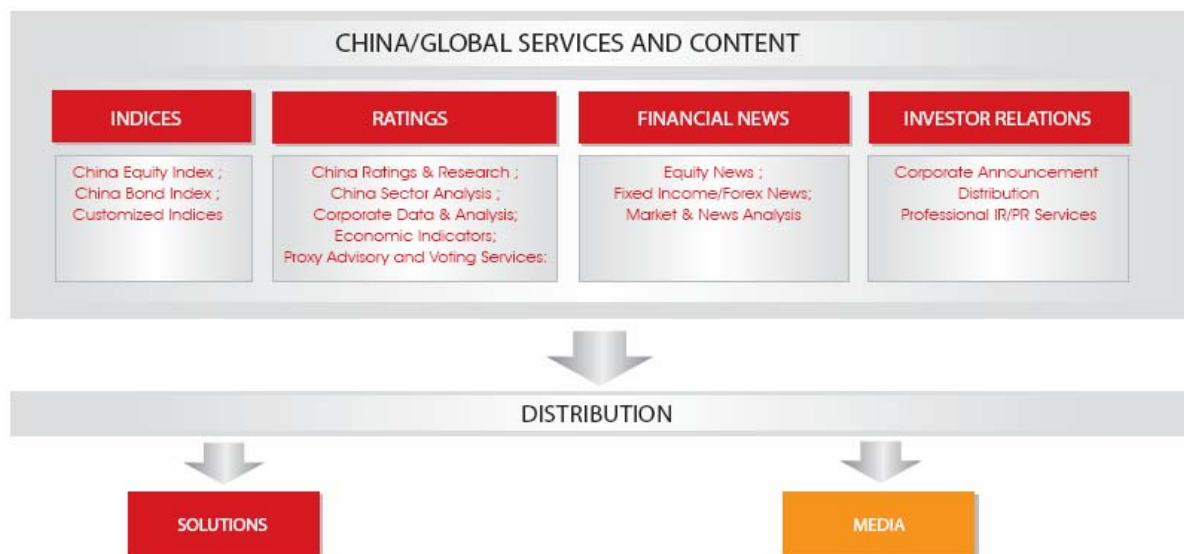 CHINA/GLOBAL SERVICES AND CONTENT
INDICES
China Equity Index ;
China Bond Index ;
Customized Indices
RATINGS
China Ratings & Research ;
China Sector Analysis ;
Corporate Data & Analysis;
Economic Indicators;
Proxy Advisory and Voting Services:
FINANCIAL NEWS
Equity News ;
Fixed Income/Forex News;
Market & News Analysis
INVESTOR RELATIONS
Corporate Announcement
Distribution
Professional IR/PR Services
DISTRIBUTION
SOLUTIONS
MEDIA